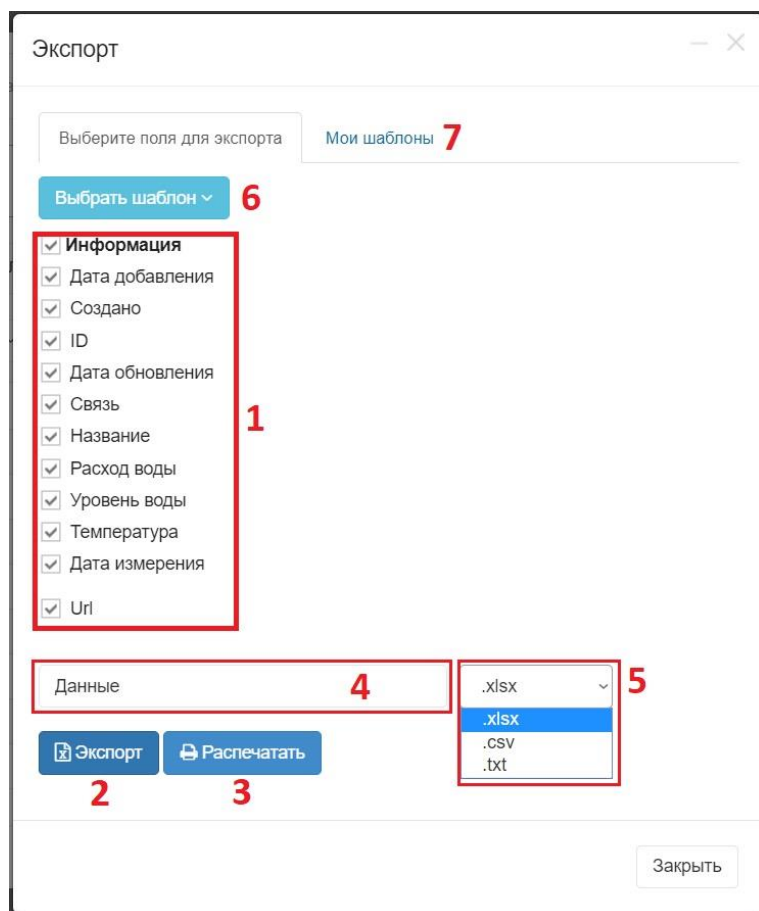 Экспорт
Выберите поля для экспорта Мои шаблоны 7
Выбрать шаблон 6
Информация
Дата добавления
Создано
ID
Дата обновления
Связь
1
Название
Расход воды
Уровень воды
Температура
Дата измерения
Url
Данные 4 .xlsx 5
.xlsx
.csv
.txt
Экспорт Распечатать
2 3
Закрыть